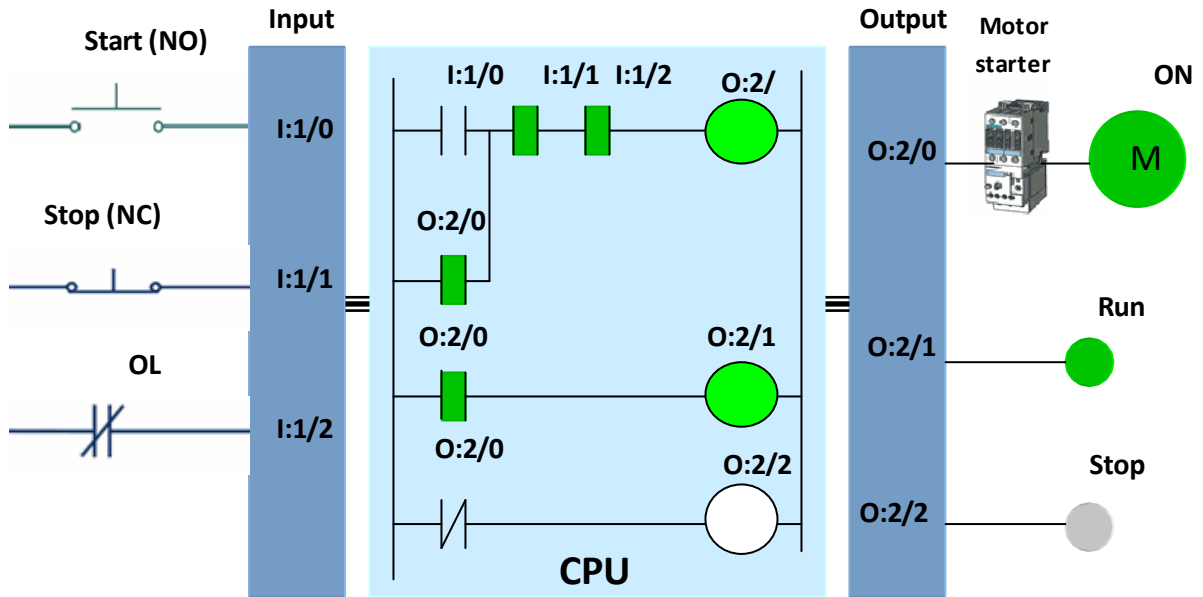 Input
Output
Start (NO)
Motor
starter
ON
I:1/0
I:1/1
I:1/2
O:2/
I:1/0
O:2/0
M
Stop (NC)
O:2/0
I:1/1
Run
O:2/0
O:2/1
O:2/1
OL
I:1/2
O:2/0
O:2/2
Stop
O:2/2
CPU